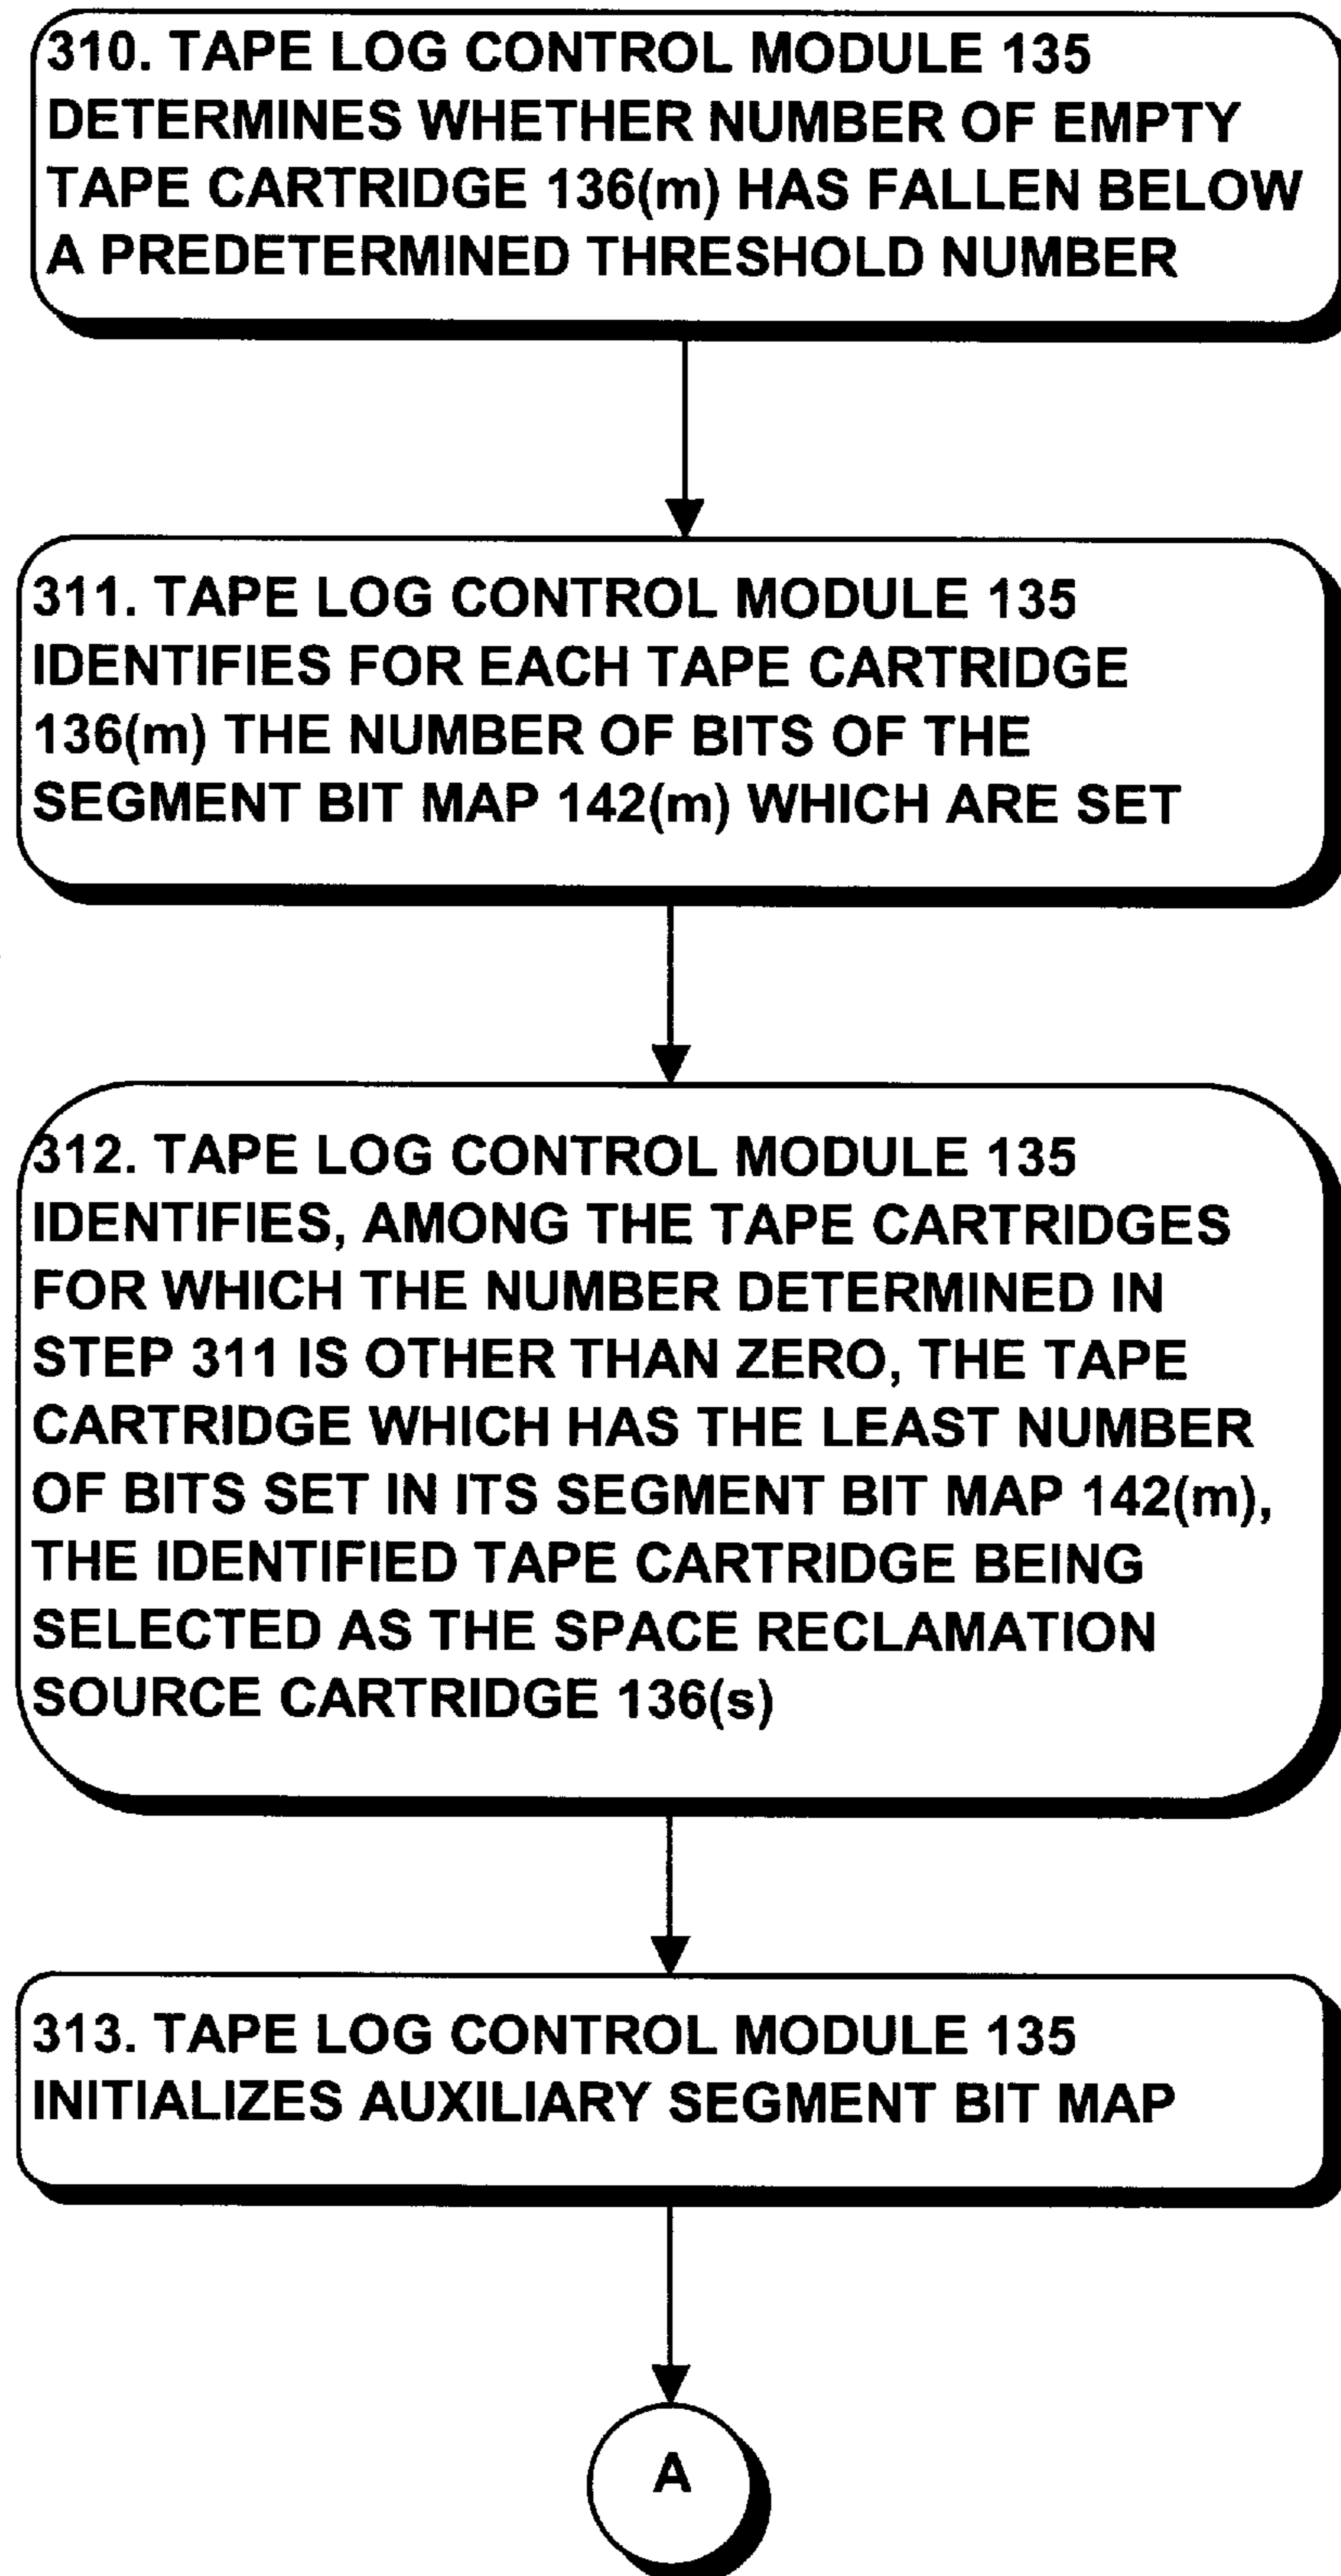 310. TAPE LOG CONTROL MODULE 135
DETERMINES WHETHER NUMBER OF EMPTY
TAPE CARTRIDGE 136(m) HAS FALLEN BELOW
A PREDETERMINED THRESHOLD NUMBER
311. TAPE LOG CONTROL MODULE 135
IDENTIFIES FOR EACH TAPE CARTRIDGE
136(m) THE NUMBER OF BITS OF THE
SEGMENT BIT MAP 142(m) WHICH ARE SET
312. TAPE LOG CONTROL MODULE 135
IDENTIFIES, AMONG THE TAPE CARTRIDGES
FOR WHICH THE NUMBER DETERMINED IN
STEP 311 IS OTHER THAN ZERO, THE TAPE
CARTRIDGE WHICH HAS THE LEAST NUMBER
OF BITS SET IN ITS SEGMENT BIT MAP 142(m),
THE IDENTIFIED TAPE CARTRIDGE BEING
SELECTED AS THE SPACE RECLAMATION
SOURCE CARTRIDGE 136(s)
313. TAPE LOG CONTROL MODULE 135
INITIALIZES AUXILIARY SEGMENT BIT MAP
A